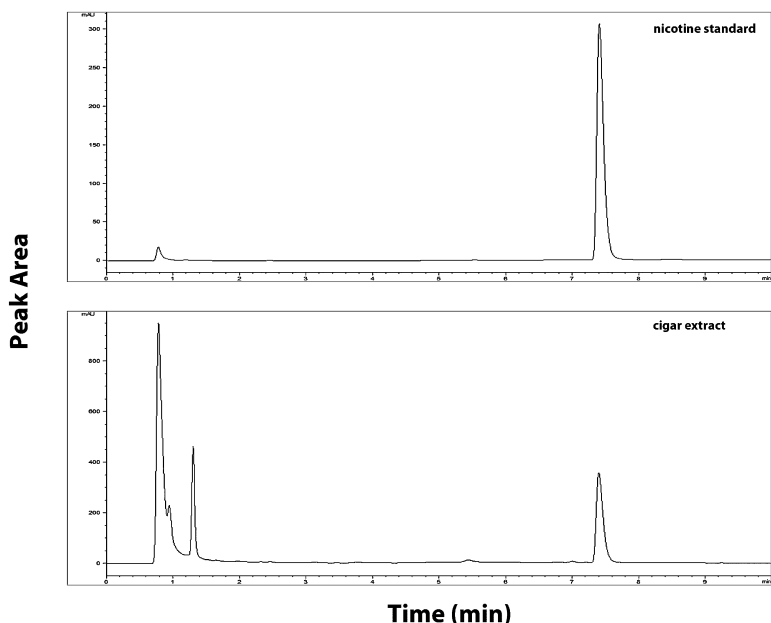 mAU
nicotine standard
300
250
200
150
100
50
0
0 1 2 3 4 5 6 7 8 9 min
Peak Area
mAU
cigar extract
800
600
400
200
0
0 1 2 3 4 5 6 7 8 9 min
Time (min)